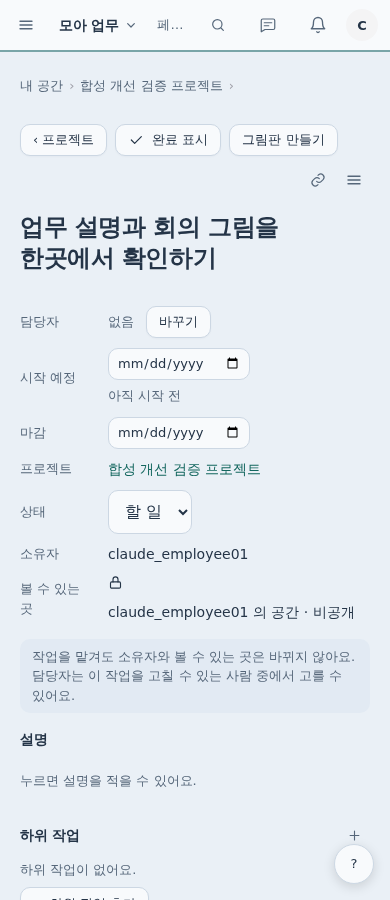 모아 업무 페... C
내 공간 › 합성 개선 검증 프로젝트 ›
‹ 프로젝트 완료 표시 그림판 만들기
업무 설명과 회의 그림을
한곳에서 확인하기
담당자 없음 바꾸기
시작 예정 mm/dd/yyyy
아직 시작 전
마감 mm/dd/yyyy
프로젝트 합성 개선 검증 프로젝트
상태 할 일
소유자 claude_employee01
볼 수 있는
곳
claude_employee01 의 공간 · 비공개
작업을 맡겨도 소유자와 볼 수 있는 곳은 바뀌지 않아요.
담당자는 이 작업을 고칠 수 있는 사람 중에서 고를 수
있어요.
설명
누르면 설명을 적을 수 있어요.
하위 작업 +
하위 작업이 없어요.
?